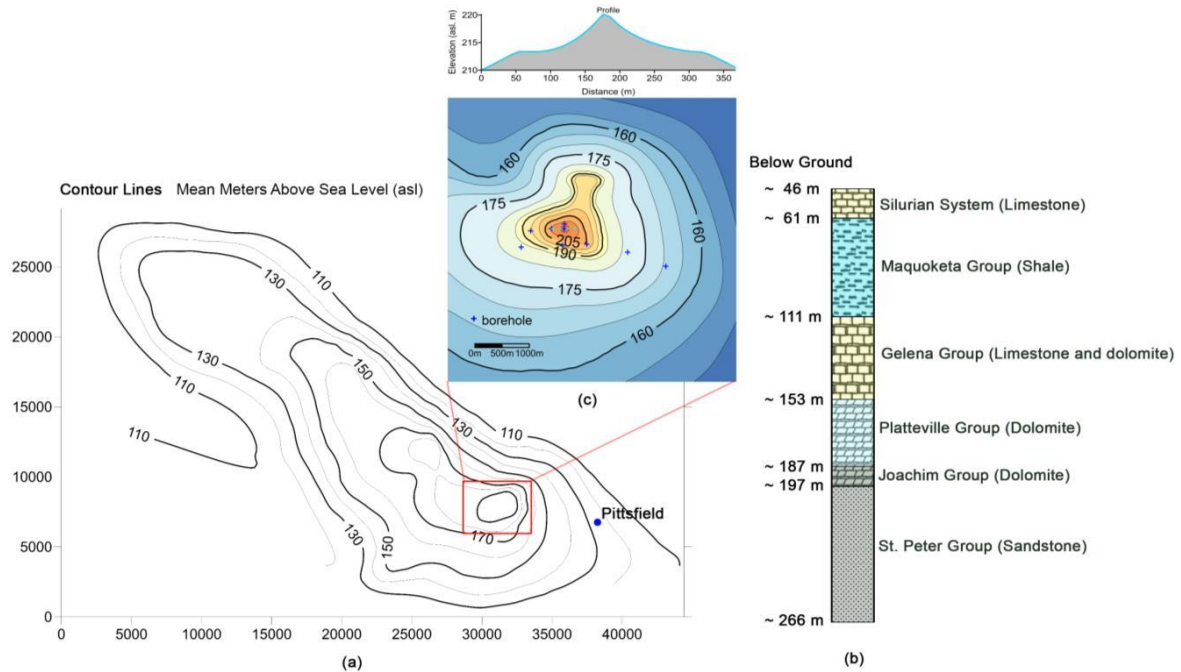 Profile
Elevation (asl. m)
220
215
210
0
50
100
150
200
250
300
350
Distance (m)
160
160
175
175
160
205
190
175
160
borehole
0m 500m 1000m
(c)
Contour Lines Mean Meters Above Sea Level (asl)
25000
20000
15000
10000
5000
0
0
5000
10000
15000
20000
25000
30000
35000
40000
110
130
130
150
130
110
110
110
130
150
170
Pittsfield
(a)
Below Ground
~ 46 m
Silurian System (Limestone)
~ 61 m
Maquoketa Group (Shale)
~ 111 m
Gelena Group (Limestone and dolomite)
~ 153 m
Platteville Group (Dolomite)
~ 187 m
Joachim Group (Dolomite)
~ 197 m
St. Peter Group (Sandstone)
~ 266 m
(b)